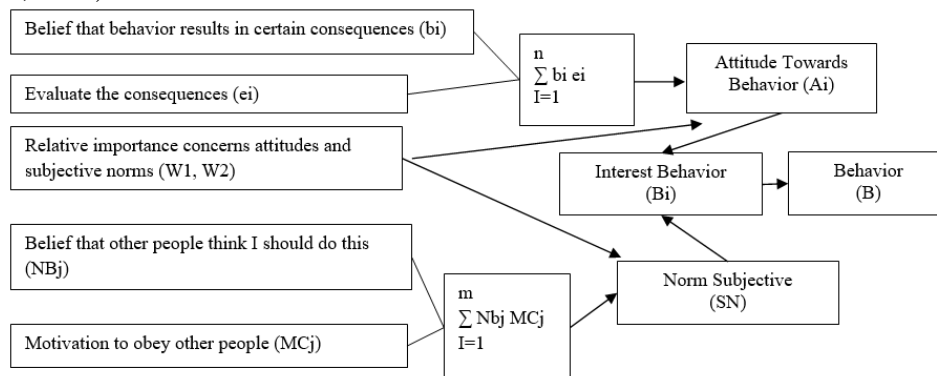 Belief that behavior results in certain consequences (bi)
Evaluate the consequences (ei)
n
∑ bi ei
I=1
Attitude Towards
Behavior (Ai)
Relative importance concerns attitudes and
subjective norms (W1, W2)
Interest Behavior
(Bi)
Behavior
(B)
Belief that other people think I should do this
(NBj)
Motivation to obey other people (MCj)
m
∑ Nbj MCj
I=1
Norm Subjective
(SN)